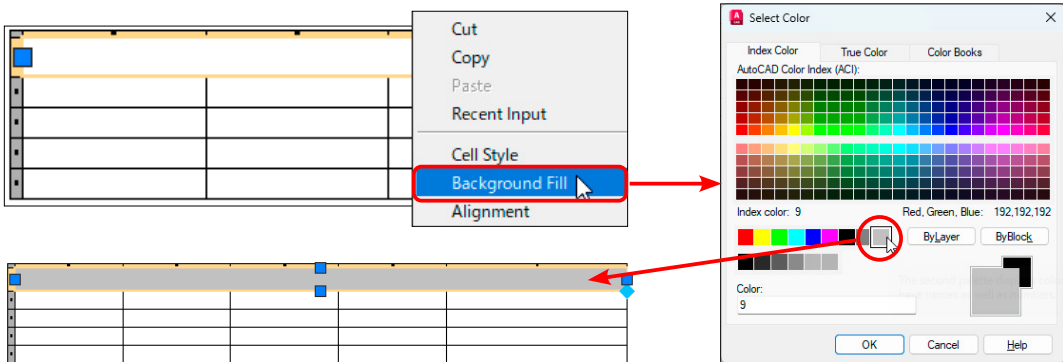 Cut
Copy
Paste
Recent Input
Cell Style
Background Fill
Alignment
Select Color
Index Color True Color Color Books
AutoCAD Color Index (ACI):
Index color: 9 Red, Green, Blue: 192,192,192
ByLayer ByBlock
Color:
9
OK Cancel Help